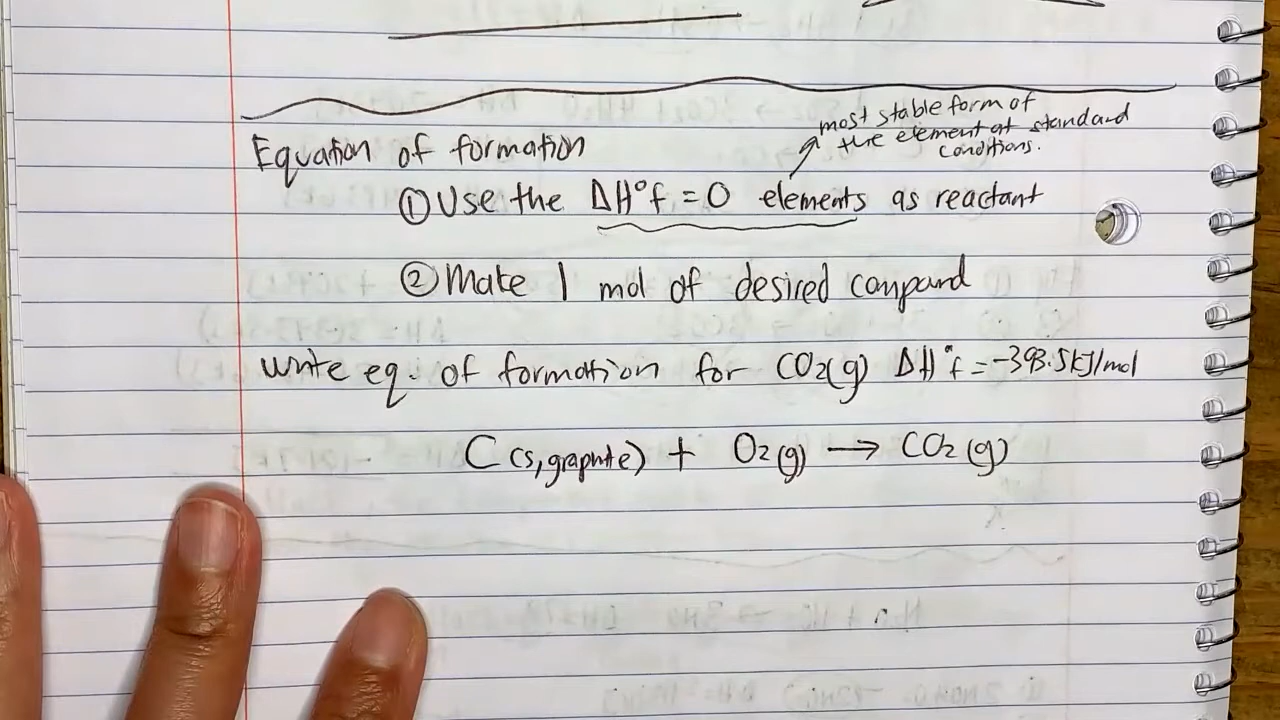 most stable form of
the element at standard
conditions.
Equation of formation
① Use the ΔH°f = 0 elements as reactant
② Make 1 mol of desired compard
write eq. of formation for CO2(g) ΔH°f = -393.5kJ/mol
C(s,graphite) + O2(g) → CO2(g)